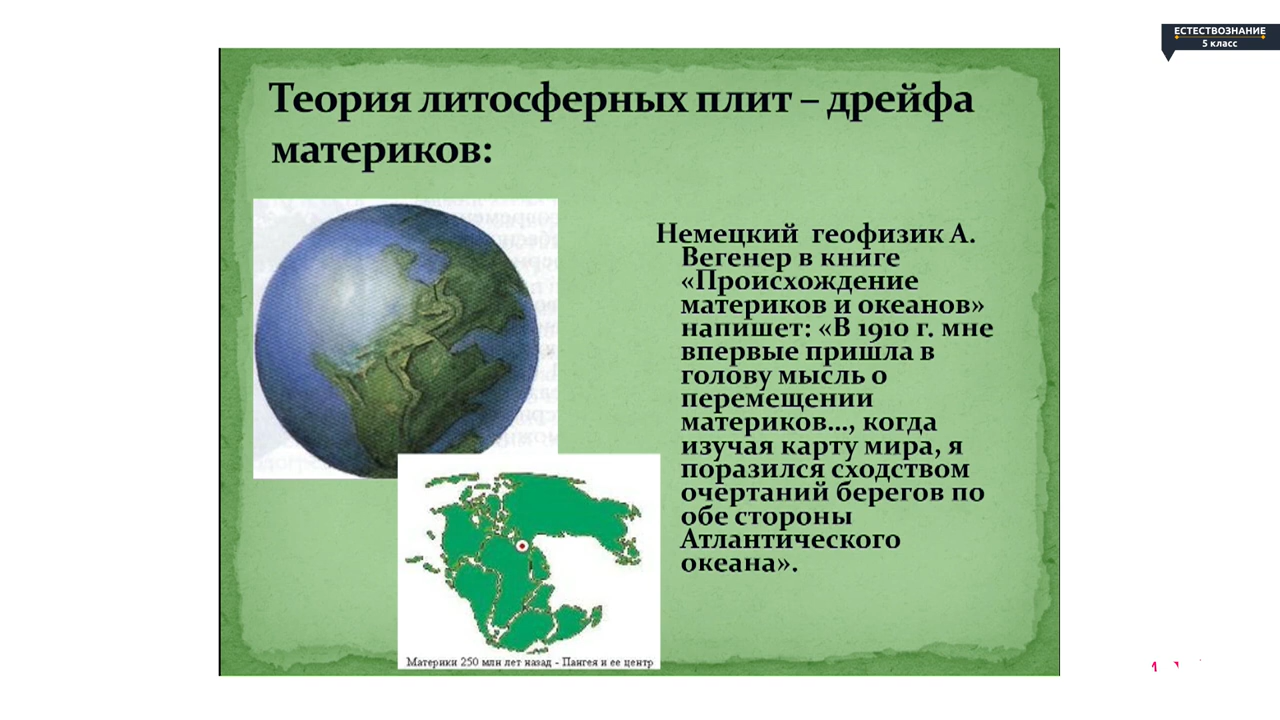 ЕСТЕСТВОЗНАНИЕ
5 класс
Теория литосферных плит – дрейфа
материков:
Немецкий геофизик А.
Вегенер в книге
«Происхождение
материков и океанов»
напишет: «В 1910 г. мне
впервые пришла в
голову мысль о
перемещении
материков…, когда
изучая карту мира, я
поразился сходством
очертаний берегов по
обе стороны
Атлантического
океана».
Материки 250 млн лет назад - Пангея и ее центр